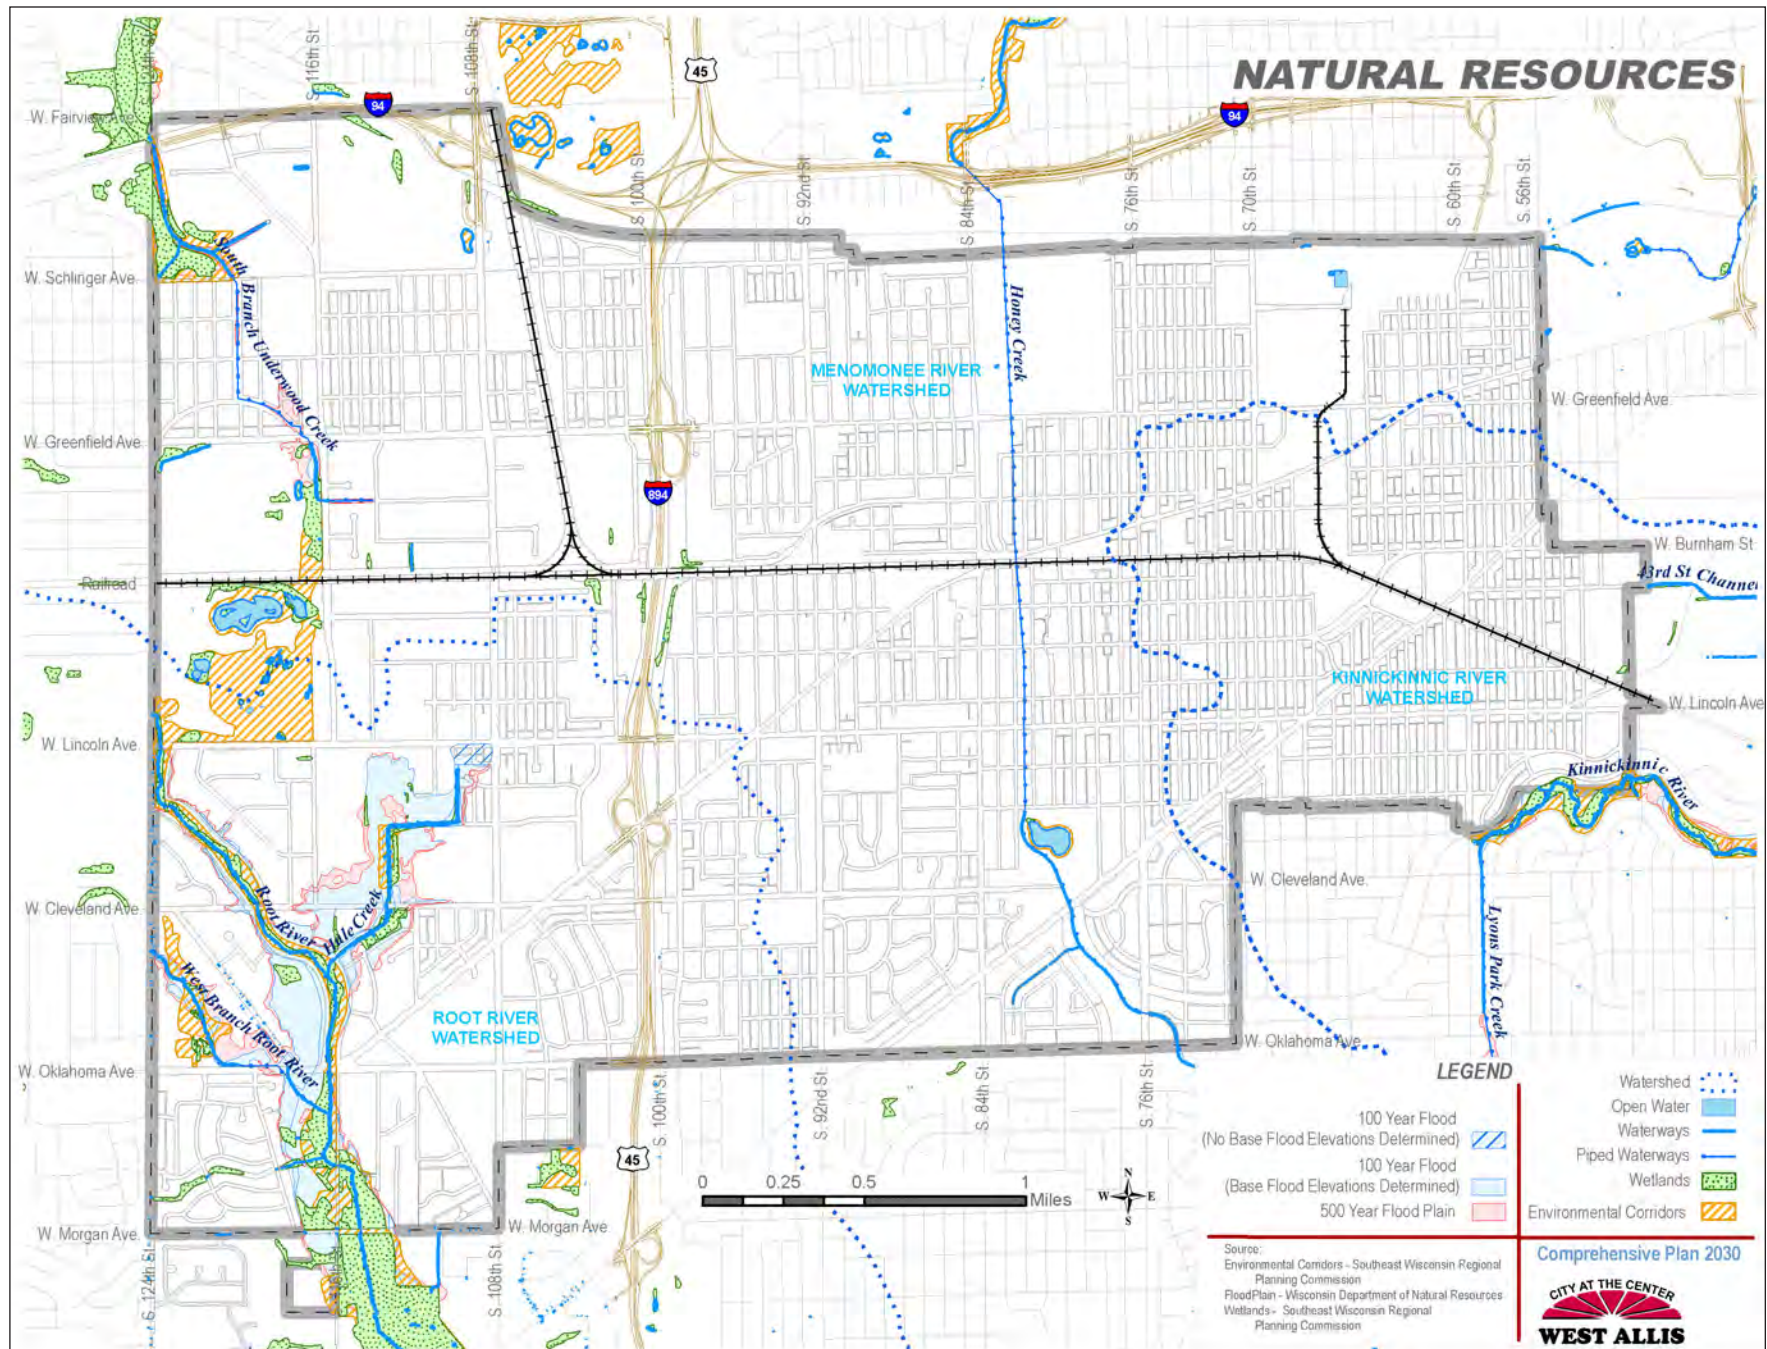 NATURAL RESOURCES
S. 116th St
S. 108th St
45
94
94
W. Fairview Ave.
S. 100th St
S. 92nd St
S. 84th St
S. 76th St.
S. 70th St.
S. 60th St.
S. 56th St.
W. Schlinger Ave.
South Branch Underwood Creek
Honey Creek
MENOMONEE RIVER
WATERSHED
W. Greenfield Ave.
W. Greenfield Ave.
894
W. Burnham St
43rd St Channel
Railroad
KINNICKINNIC RIVER
WATERSHED
W. Lincoln Ave
W. Lincoln Ave.
Kinnickinnic River
W. Cleveland Ave.
W. Cleveland Ave.
Root River
Hale Creek
Lyons Park Creek
West Branch Root River
ROOT RIVER
WATERSHED
W. Oklahoma Ave.
W. Oklahoma Ave.
S. 100th St.
S. 92nd St
S. 84th St.
S. 76th St.
45
W. Morgan Ave.
W. Morgan Ave
S. 124th St.
S. 108th St.
0 0.25 0.5 1
Miles
N
W E
S
LEGEND
100 Year Flood
(No Base Flood Elevations Determined)
100 Year Flood
(Base Flood Elevations Determined)
500 Year Flood Plain
Watershed
Open Water
Waterways
Piped Waterways
Wetlands
Environmental Corridors
Source:
Environmental Corridors - Southeast Wisconsin Regional
Planning Commission
FloodPlain - Wisconsin Department of Natural Resources
Wetlands - Southeast Wisconsin Regional
Planning Commission
Comprehensive Plan 2030
CITY AT THE CENTER
WEST ALLIS